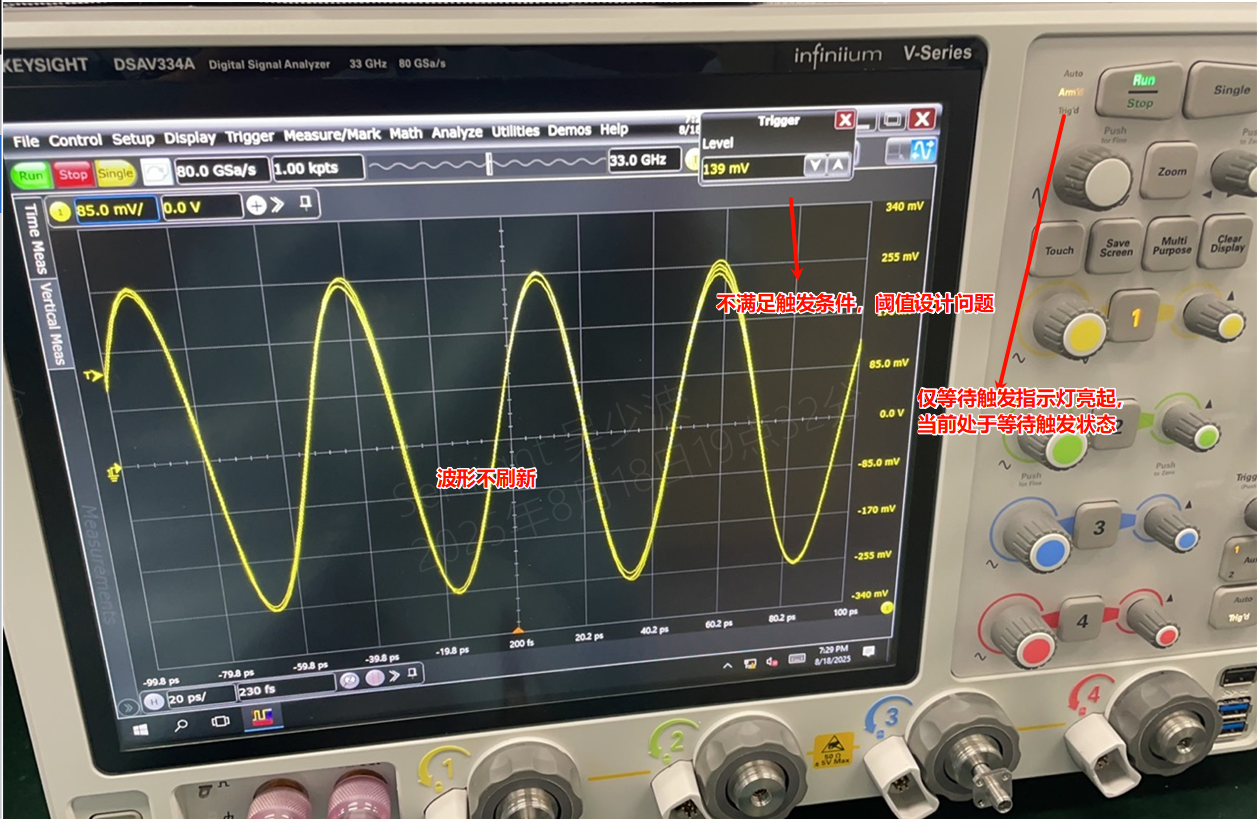 KEYSIGHT DSAV334A Digital Signal Analyzer 33 GHz 80 GSa/s infiniium V-Series
File Control Setup Display Trigger Measure/Mark Math Analyze Utilities Demos Help
Trigger
Level
139 mV
Run Stop Single 80.0 GSa/s 1.00 kpts 33.0 GHz
1 85.0 mV/ 0.0 V
Time Meas
Vertical Meas
Measurements
340 mV
255 mV
85.0 mV
0.0 V
-85.0 mV
-170 mV
-255 mV
-340 mV
不满足触发条件，阈值设计问题
仅等待触发指示灯亮起，
当前处于等待触发状态
波形不刷新
吴少波
2025年8月18日19点32分
-99.8 ps -79.8 ps -59.8 ps -39.8 ps -19.8 ps 200 fs 20.2 ps 40.2 ps 60.2 ps 80.2 ps 100 ps
H 20 ps/ 230 fs
7:29 PM
8/18/2025
Auto
Arm'd
Trig'd
Run
Stop
Single
Push
for Fine
Zoom
Touch
Save
Screen
Multi
Purpose
Clear
Display
1
2
Push
for Fine
Push
to Zero
3
4
Auto
Trig'd
1
2
50 Ω
±5V Max
3
4